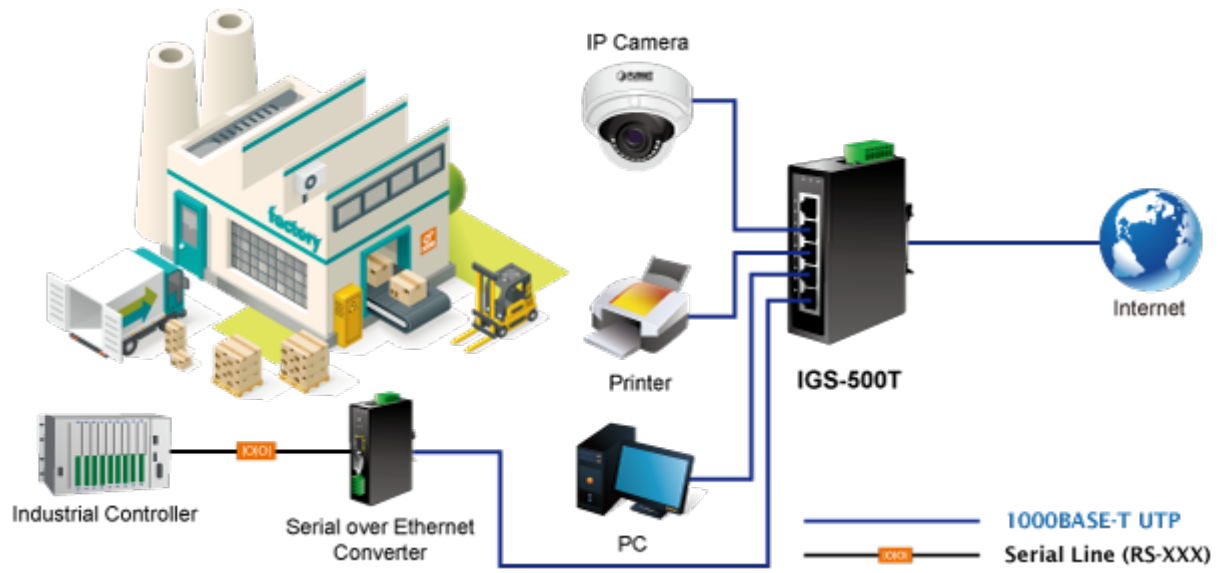 IP Camera
PLANET
factory
Internet
Printer
IGS-500T
Industrial Controller
Serial over Ethernet
Converter
PC
1000BASE-T UTP
Serial Line (RS-XXX)